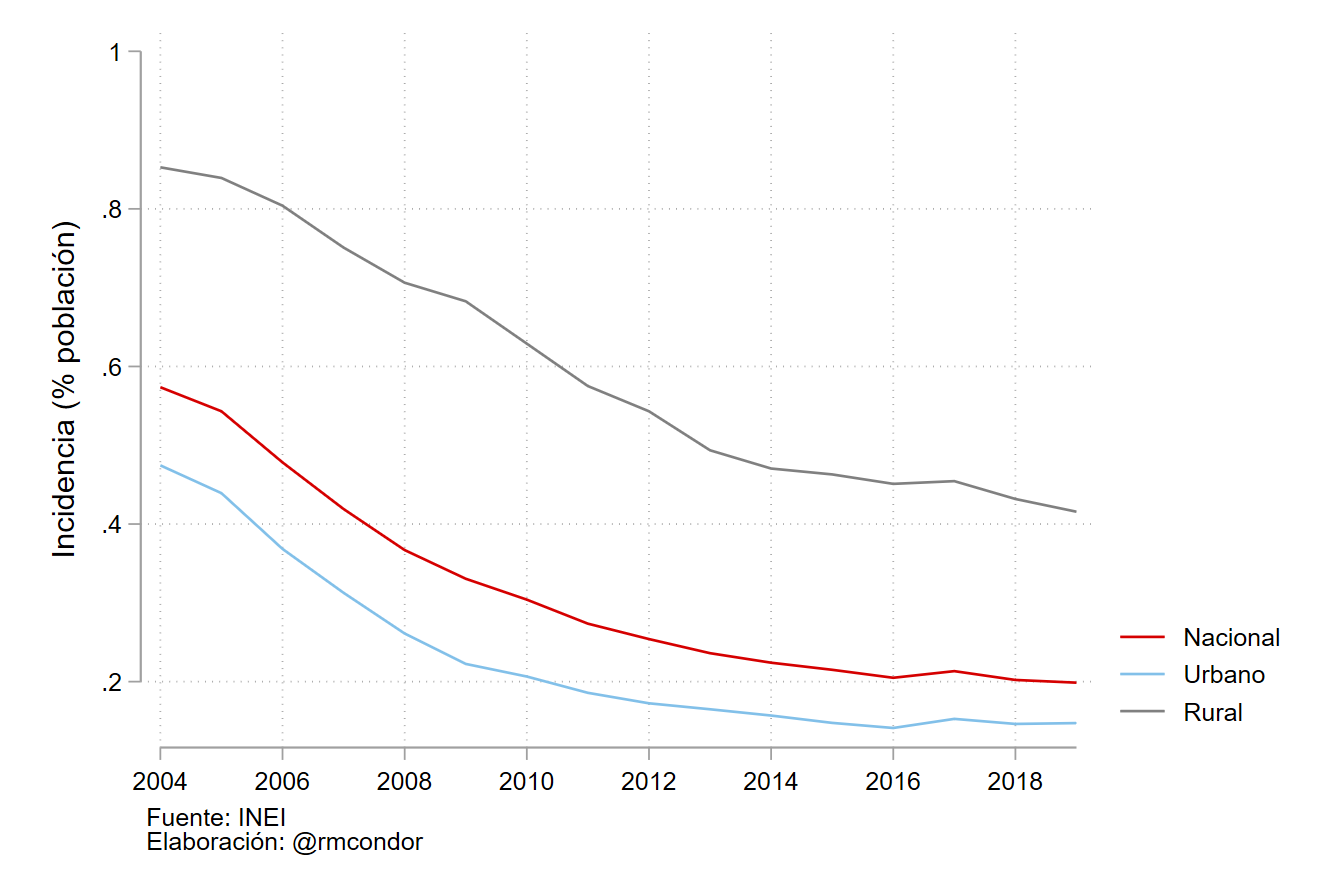 Incidencia (% población)
1
.8
.6
.4
.2
2004 2006 2008 2010 2012 2014 2016 2018
Nacional
Urbano
Rural
Fuente: INEI
Elaboración: @rmcondor